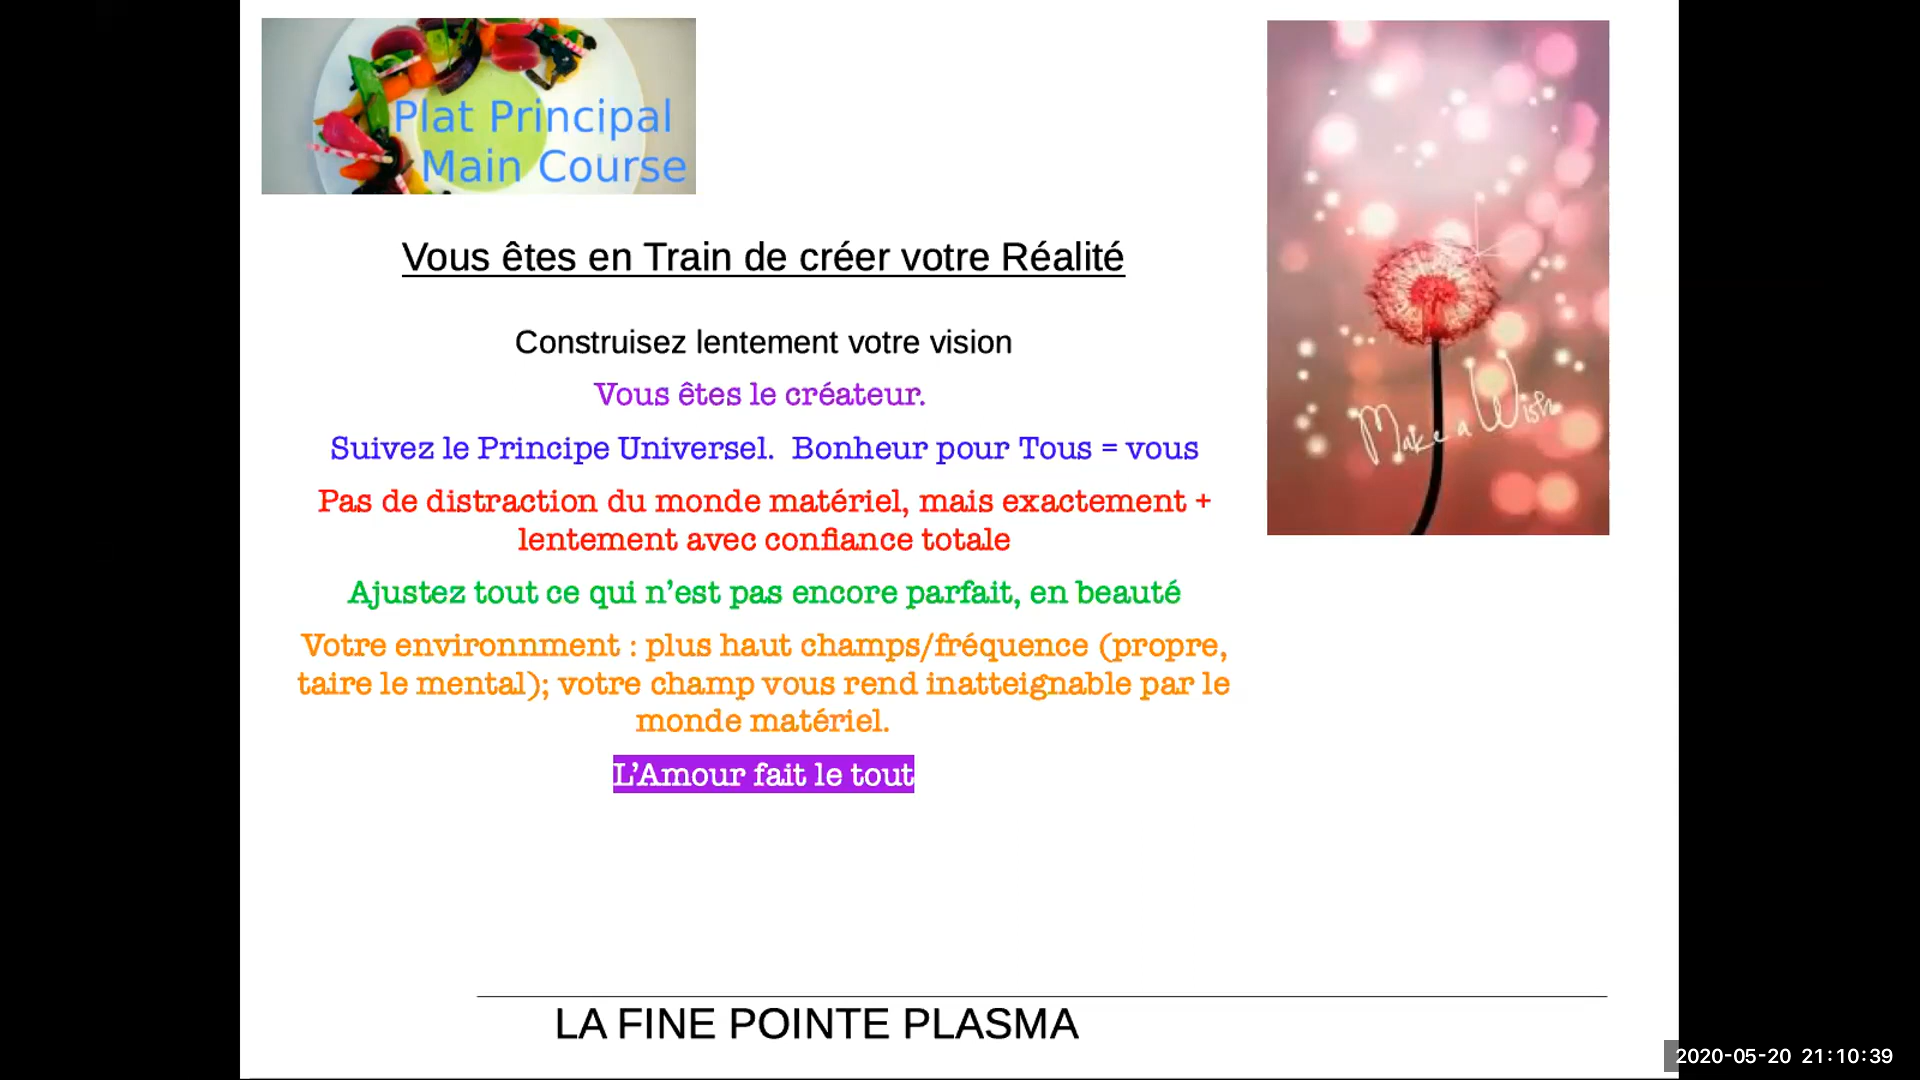 Plat Principal
Main Course
Vous êtes en Train de créer votre Réalité
Construisez lentement votre vision
Vous êtes le créateur.
Suivez le Principe Universel.  Bonheur pour Tous = vous
Pas de distraction du monde matériel, mais exactement +
lentement avec confiance totale
Ajustez tout ce qui n’est pas encore parfait, en beauté
Votre environnment : plus haut champs/fréquence (propre,
taire le mental); votre champ vous rend inatteignable par le
monde matériel.
L’Amour fait le tout
Make a Wish
LA FINE POINTE PLASMA
2020-05-20 21:10:39